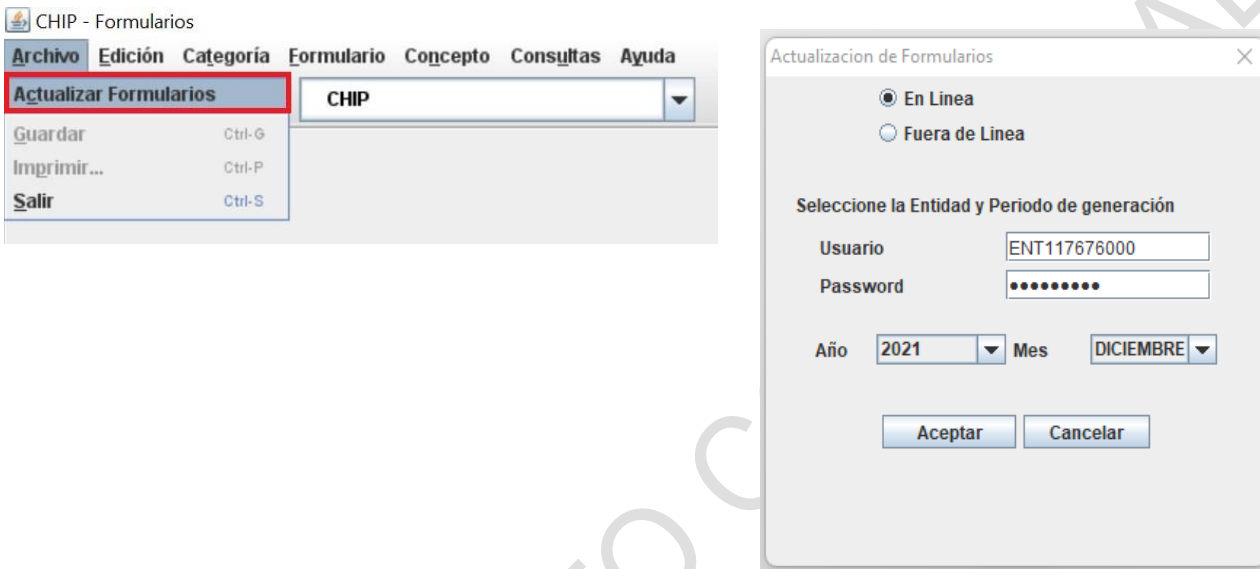 CHIP - Formularios
Archivo Edición Categoría Formulario Concepto Consultas Ayuda
Actualizar Formularios
CHIP
Guardar Ctrl-G
Imprimir... Ctrl-P
Salir Ctrl-S
Actualizacion de Formularios
En Linea
Fuera de Linea
Seleccione la Entidad y Periodo de generación
Usuario ENT117676000
Password •••••••••
Año 2021 Mes DICIEMBRE
Aceptar Cancelar